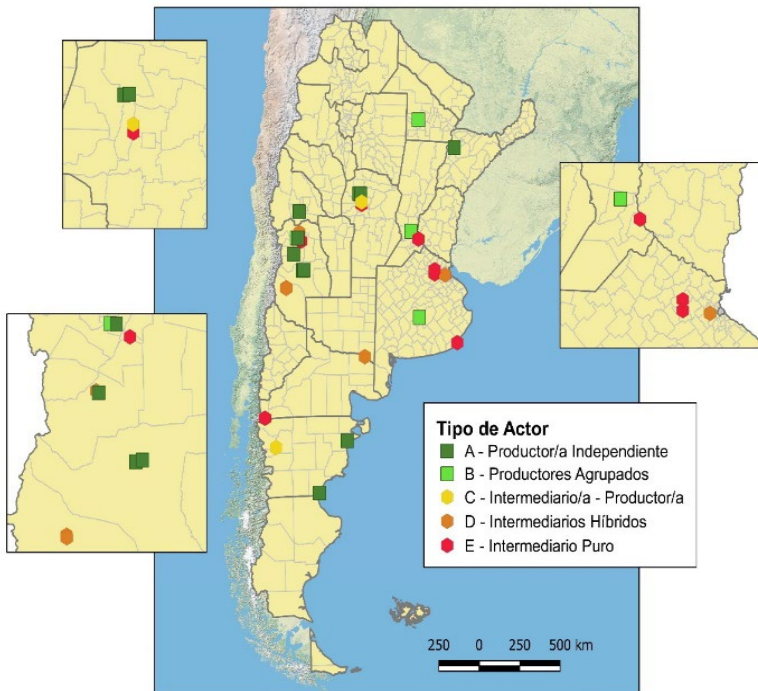 Tipo de Actor
A - Productor/a Independiente
B - Productores Agrupados
C - Intermediario/a - Productor/a
D - Intermediarios Híbridos
E - Intermediario Puro
250 0 250 500 km